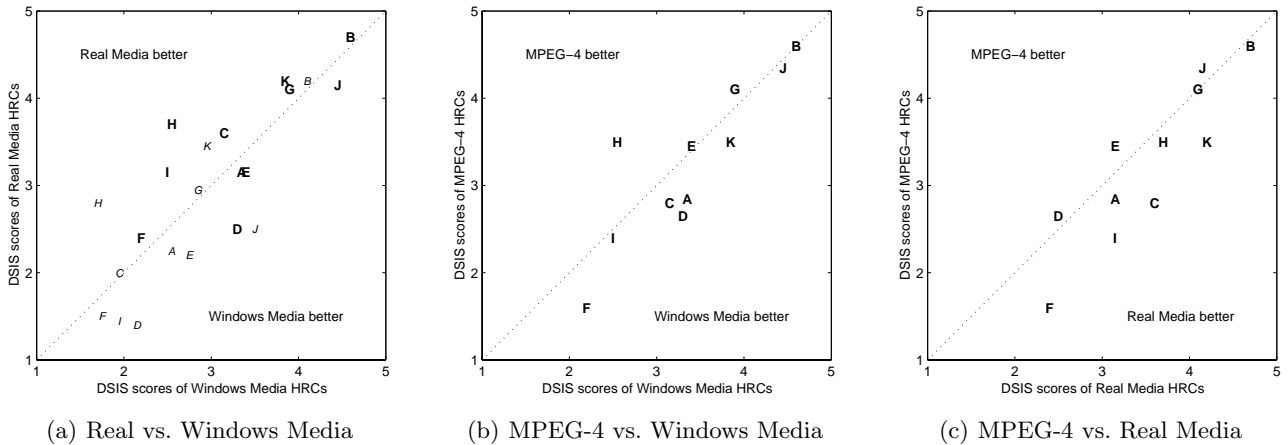 5
4
3
2
1
1 2 3 4 5
DSIS scores of Real Media HRCs
DSIS scores of Windows Media HRCs
Real Media better
Windows Media better
B
K
B
G
J
H
C
K
I
A E
G
H
D
J
F
A
E
C
F
I
D
(a) Real vs. Windows Media
5
4
3
2
1
1 2 3 4 5
DSIS scores of MPEG−4 HRCs
DSIS scores of Windows Media HRCs
MPEG−4 better
Windows Media better
B
J
G
H
E
K
A
C
D
I
F
(b) MPEG-4 vs. Windows Media
5
4
3
2
1
1 2 3 4 5
DSIS scores of MPEG−4 HRCs
DSIS scores of Real Media HRCs
MPEG−4 better
Real Media better
B
J
G
E
H
K
A
C
D
I
F
(c) MPEG-4 vs. Real Media